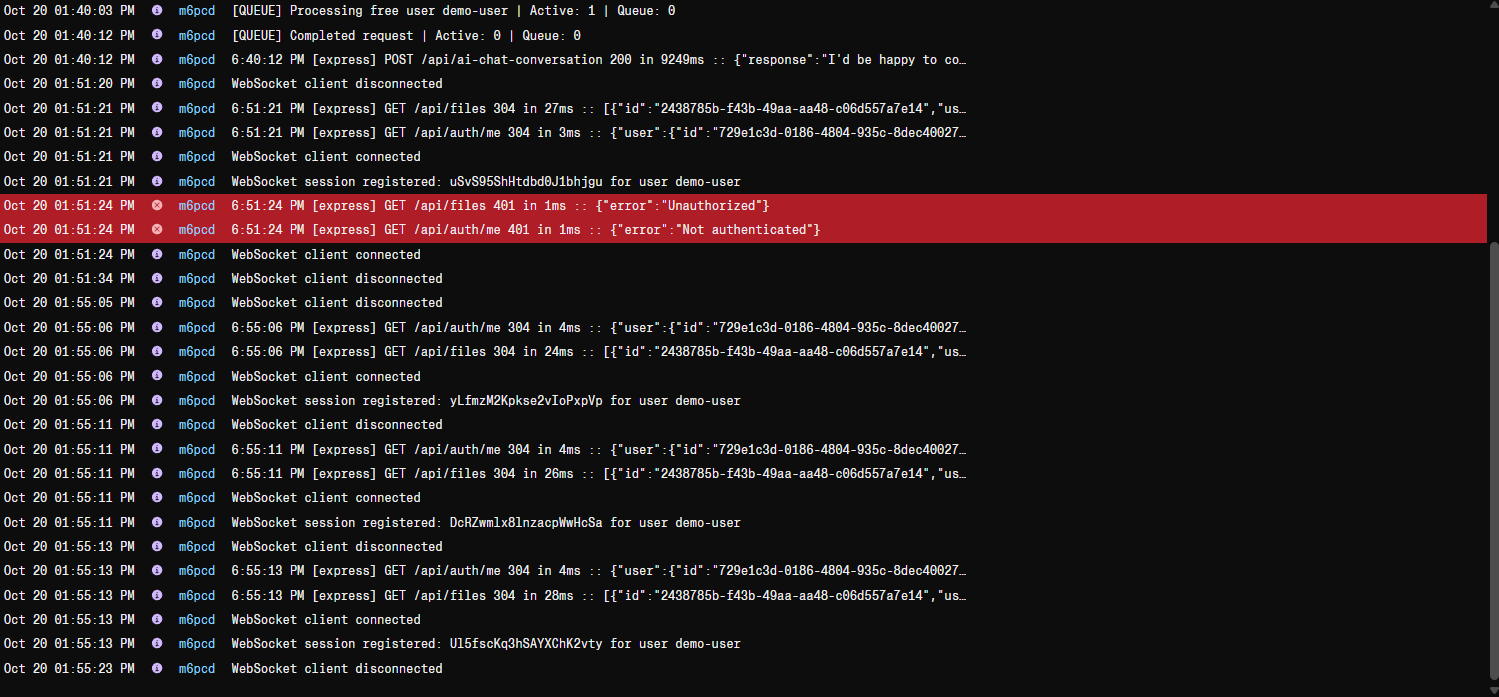 Oct 20 01:40:03 PM m6pcd [QUEUE] Processing free user demo-user | Active: 1 | Queue: 0
Oct 20 01:40:12 PM m6pcd [QUEUE] Completed request | Active: 0 | Queue: 0
Oct 20 01:40:12 PM m6pcd 6:40:12 PM [express] POST /api/ai-chat-conversation 200 in 9249ms :: {"response":"I'd be happy to co…
Oct 20 01:51:20 PM m6pcd WebSocket client disconnected
Oct 20 01:51:21 PM m6pcd 6:51:21 PM [express] GET /api/files 304 in 27ms :: [{"id":"2438785b-f43b-49aa-aa48-c06d557a7e14","us…
Oct 20 01:51:21 PM m6pcd 6:51:21 PM [express] GET /api/auth/me 304 in 3ms :: {"user":{"id":"729e1c3d-0186-4804-935c-8dec40027…
Oct 20 01:51:21 PM m6pcd WebSocket client connected
Oct 20 01:51:21 PM m6pcd WebSocket session registered: uSvS95ShHtdbd0J1bhjgu for user demo-user
Oct 20 01:51:24 PM m6pcd 6:51:24 PM [express] GET /api/files 401 in 1ms :: {"error":"Unauthorized"}
Oct 20 01:51:24 PM m6pcd 6:51:24 PM [express] GET /api/auth/me 401 in 1ms :: {"error":"Not authenticated"}
Oct 20 01:51:24 PM m6pcd WebSocket client connected
Oct 20 01:51:34 PM m6pcd WebSocket client disconnected
Oct 20 01:55:05 PM m6pcd WebSocket client disconnected
Oct 20 01:55:06 PM m6pcd 6:55:06 PM [express] GET /api/auth/me 304 in 4ms :: {"user":{"id":"729e1c3d-0186-4804-935c-8dec40027…
Oct 20 01:55:06 PM m6pcd 6:55:06 PM [express] GET /api/files 304 in 24ms :: [{"id":"2438785b-f43b-49aa-aa48-c06d557a7e14","us…
Oct 20 01:55:06 PM m6pcd WebSocket client connected
Oct 20 01:55:06 PM m6pcd WebSocket session registered: yLfmzM2Kpkse2vIoPxpVp for user demo-user
Oct 20 01:55:11 PM m6pcd WebSocket client disconnected
Oct 20 01:55:11 PM m6pcd 6:55:11 PM [express] GET /api/auth/me 304 in 4ms :: {"user":{"id":"729e1c3d-0186-4804-935c-8dec40027…
Oct 20 01:55:11 PM m6pcd 6:55:11 PM [express] GET /api/files 304 in 26ms :: [{"id":"2438785b-f43b-49aa-aa48-c06d557a7e14","us…
Oct 20 01:55:11 PM m6pcd WebSocket client connected
Oct 20 01:55:11 PM m6pcd WebSocket session registered: DcRZwmlx8lnzacpWwHcSa for user demo-user
Oct 20 01:55:13 PM m6pcd WebSocket client disconnected
Oct 20 01:55:13 PM m6pcd 6:55:13 PM [express] GET /api/auth/me 304 in 4ms :: {"user":{"id":"729e1c3d-0186-4804-935c-8dec40027…
Oct 20 01:55:13 PM m6pcd 6:55:13 PM [express] GET /api/files 304 in 28ms :: [{"id":"2438785b-f43b-49aa-aa48-c06d557a7e14","us…
Oct 20 01:55:13 PM m6pcd WebSocket client connected
Oct 20 01:55:13 PM m6pcd WebSocket session registered: Ul5fscKq3hSAYXChK2vty for user demo-user
Oct 20 01:55:23 PM m6pcd WebSocket client disconnected